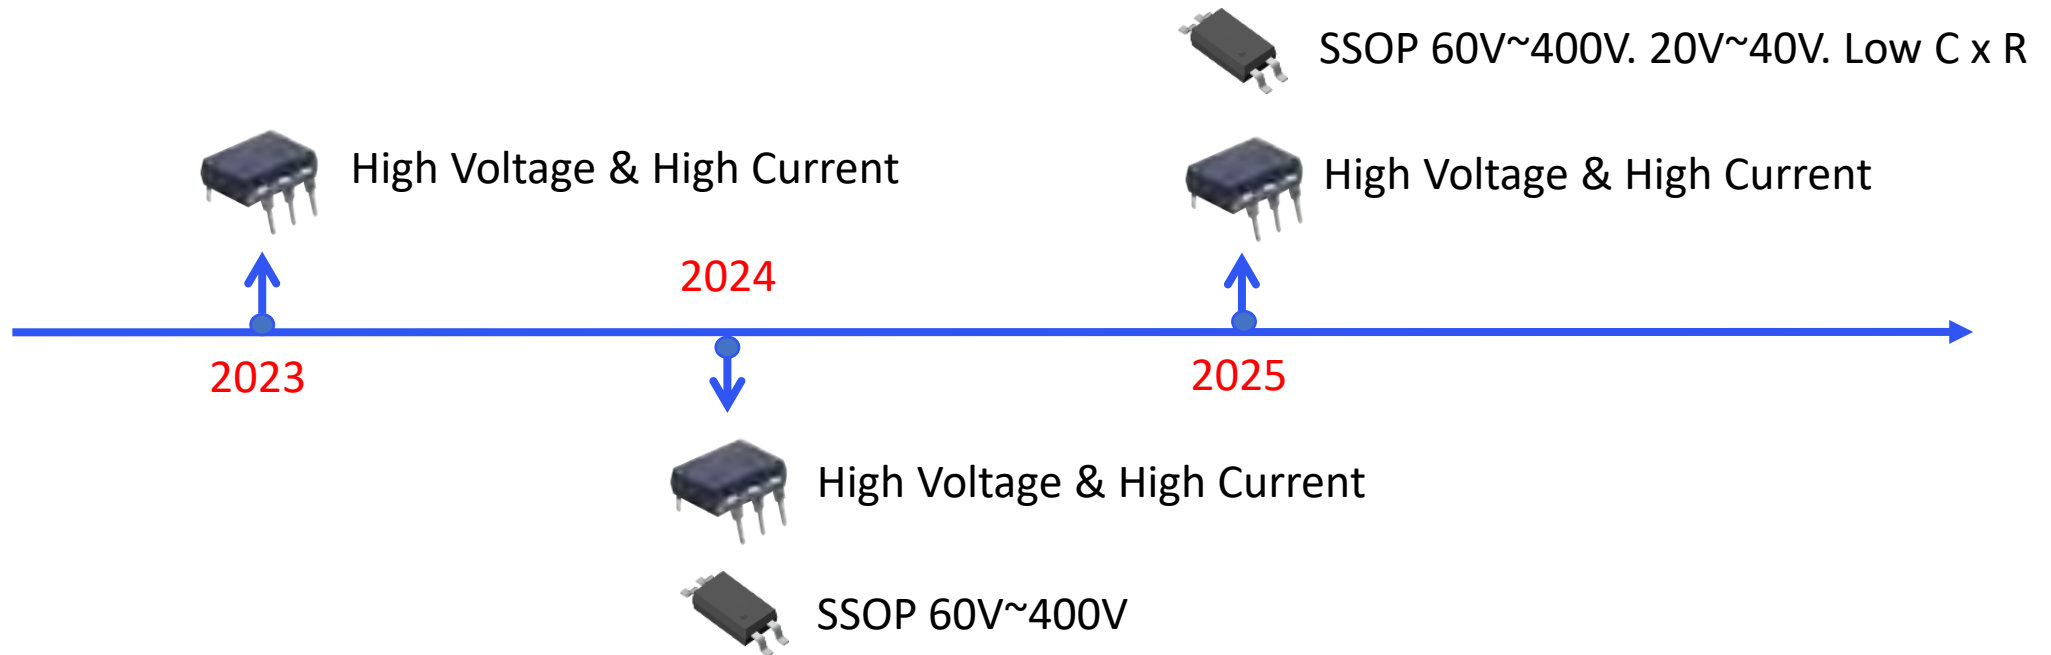 SSOP 60V~400V. 20V~40V. Low C x R
High Voltage & High Current
High Voltage & High Current
2024
2023
2025
High Voltage & High Current
SSOP 60V~400V